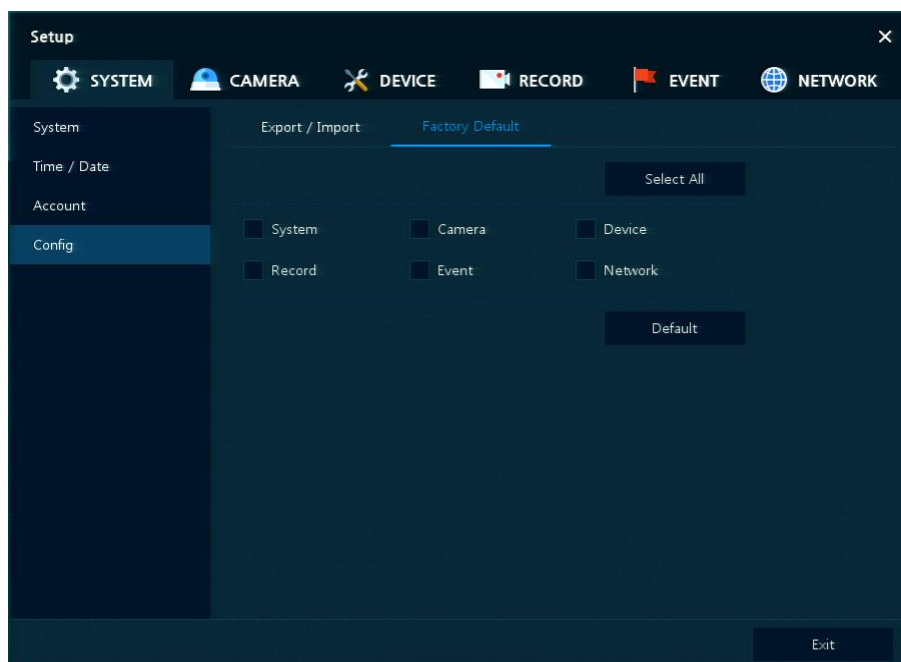 Setup
SYSTEM CAMERA DEVICE RECORD EVENT NETWORK
System
Time / Date
Account
Config
Export / Import Factory Default
Select All
System Camera Device
Record Event Network
Default
Exit